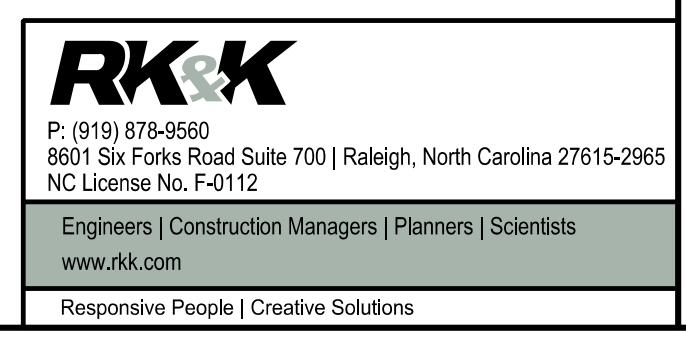 RK&K
P: (919) 878-9560
8601 Six Forks Road Suite 700 | Raleigh, North Carolina 27615-2965
NC License No. F-0112
Engineers | Construction Managers | Planners | Scientists
www.rkk.com
Responsive People | Creative Solutions